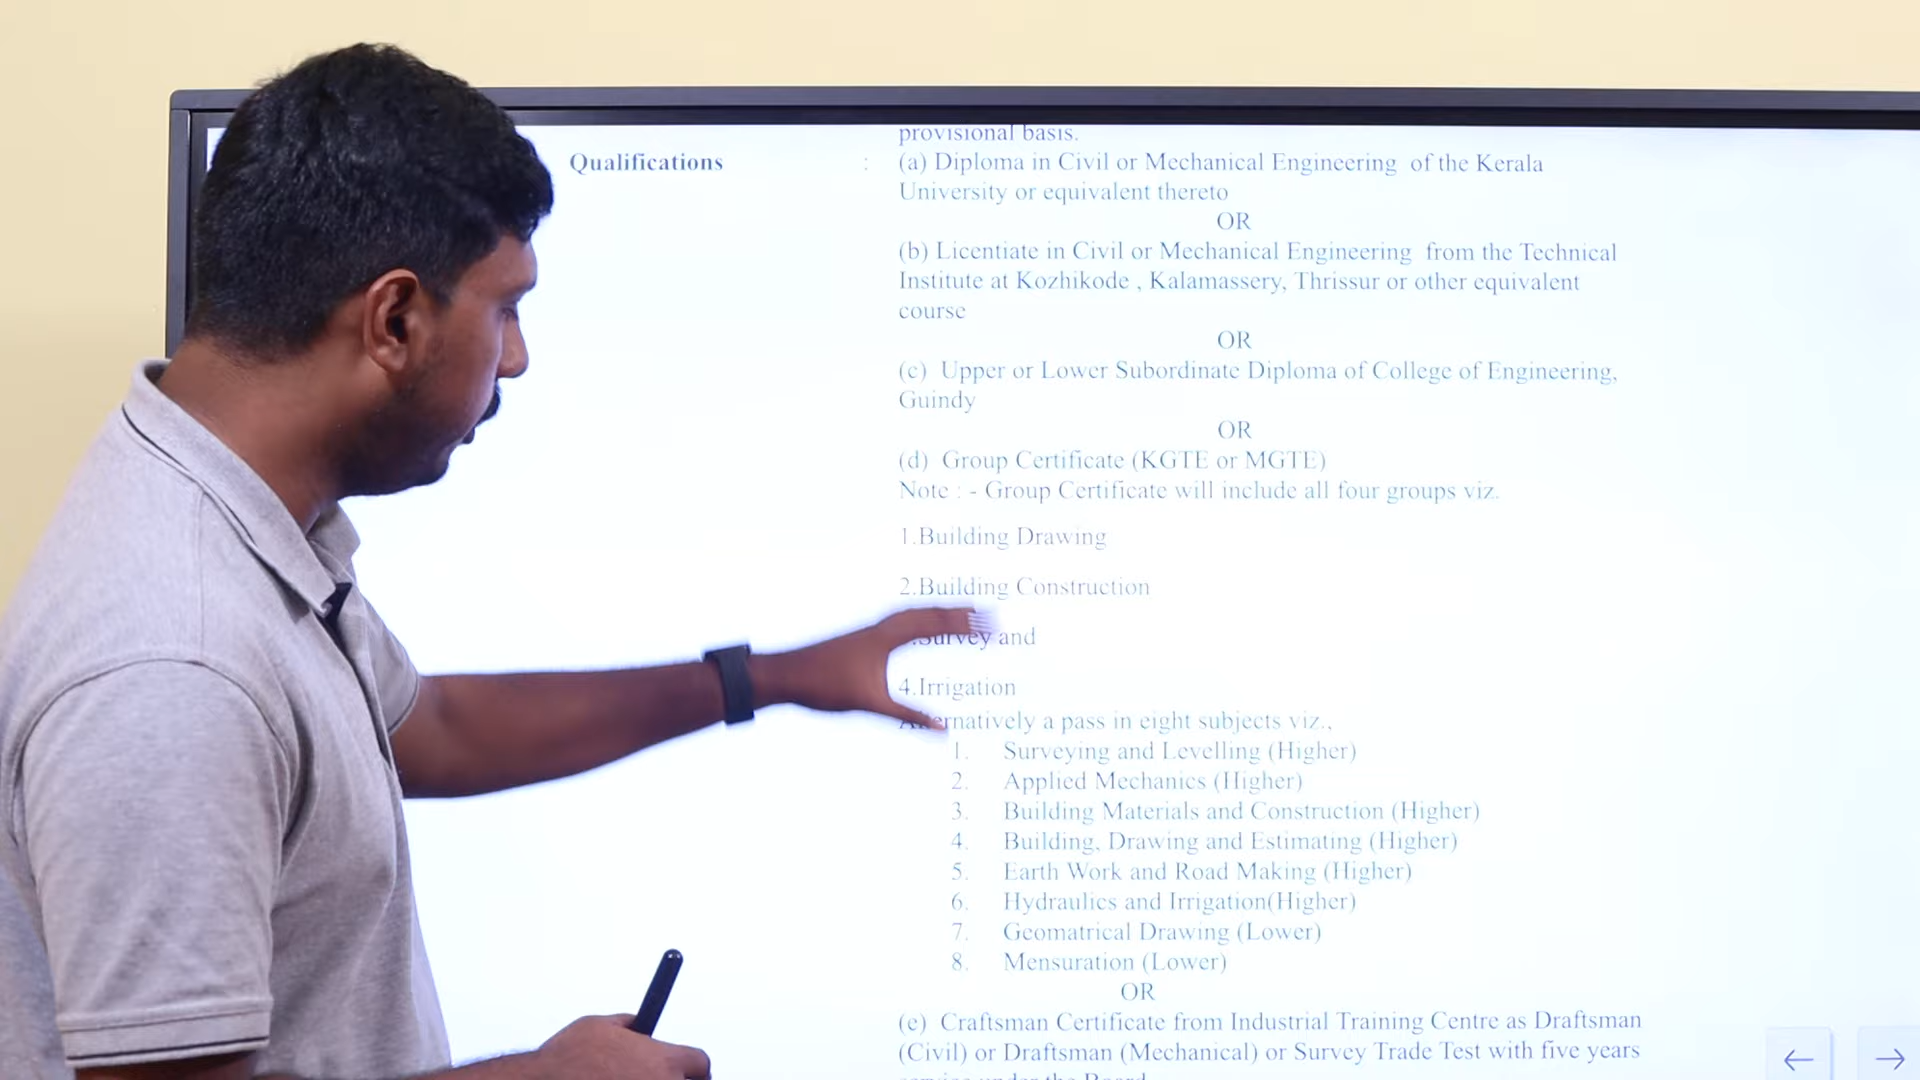 provisional basis.
Qualifications : (a) Diploma in Civil or Mechanical Engineering of the Kerala
University or equivalent thereto
OR
(b) Licentiate in Civil or Mechanical Engineering from the Technical
Institute at Kozhikode , Kalamassery, Thrissur or other equivalent
course
OR
(c) Upper or Lower Subordinate Diploma of College of Engineering,
Guindy
OR
(d) Group Certificate (KGTE or MGTE)
Note : - Group Certificate will include all four groups viz.
1.Building Drawing
2.Building Construction
.Survey and
4.Irrigation
Alternatively a pass in eight subjects viz.,
1. Surveying and Levelling (Higher)
2. Applied Mechanics (Higher)
3. Building Materials and Construction (Higher)
4. Building, Drawing and Estimating (Higher)
5. Earth Work and Road Making (Higher)
6. Hydraulics and Irrigation(Higher)
7. Geomatrical Drawing (Lower)
8. Mensuration (Lower)
OR
(e) Craftsman Certificate from Industrial Training Centre as Draftsman
(Civil) or Draftsman (Mechanical) or Survey Trade Test with five years
service under the Board